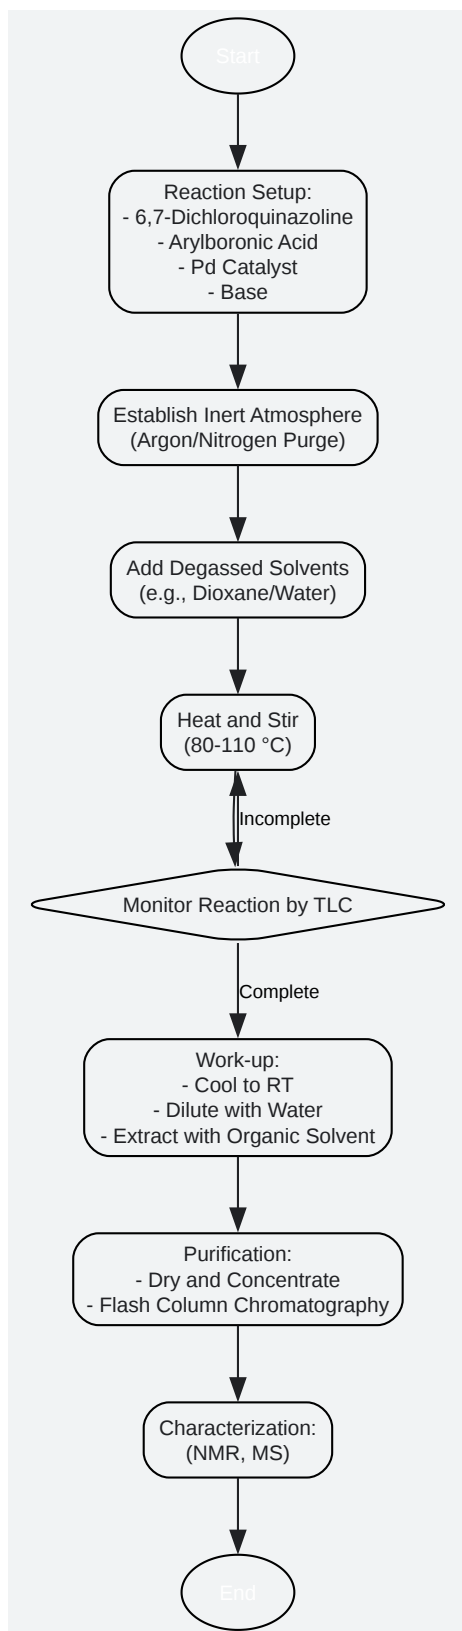 Start
Reaction Setup:
- 6,7-Dichloroquinazoline
- Arylboronic Acid
- Pd Catalyst
- Base
Establish Inert Atmosphere
(Argon/Nitrogen Purge)
Add Degassed Solvents
(e.g., Dioxane/Water)
Heat and Stir
(80-110 °C)
Incomplete
Monitor Reaction by TLC
Complete
Work-up:
- Cool to RT
- Dilute with Water
- Extract with Organic Solvent
Purification:
- Dry and Concentrate
- Flash Column Chromatography
Characterization:
(NMR, MS)
End